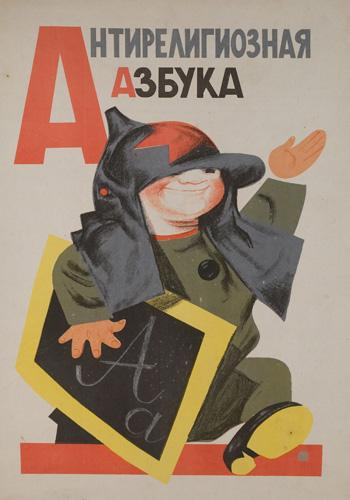 Антирелигиозная
Азбука
А
а